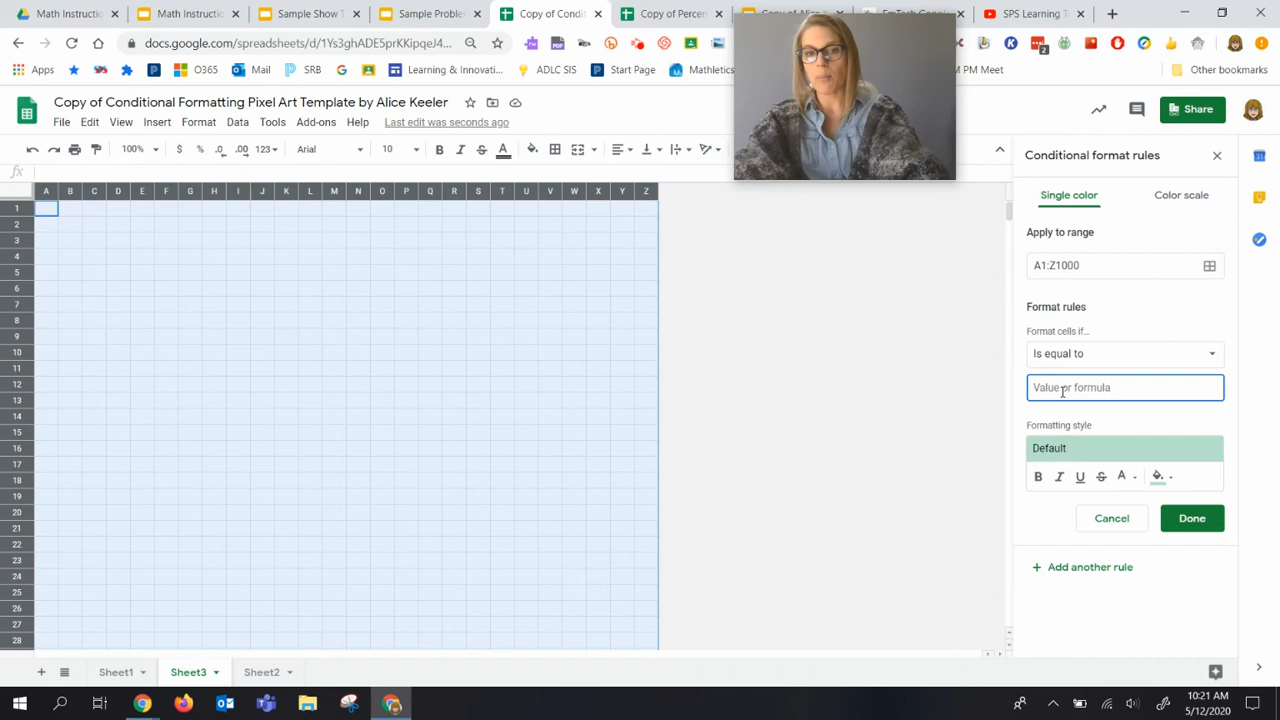 Math Instructi
Math Instructi
Sample Show T
Sample Problem
Copy of Condit
Copy of Percen
SPS Learning T
docs.google.com/spreadsheets/d/1Ys3ghADE5prKKipqeJ4
Apps
O365
Mail
SRB
Learning & Innovati...
ADLC SIS
Start Page
Mathletics
PM Meet
Other bookmarks
Copy of Conditional Formatting Pixel Art Template by Alice Keeler
Share
File Edit View Insert Format Data Tools Add-ons Help Last edit was seconds ago
100% $ % .0 .00 123 Arial 10 B I S A
fx
Conditional format rules
A B C D E F G H I J K L M N O P Q R S T U V W X Y Z
1
2
3
4
5
6
7
8
9
10
11
12
13
14
15
16
17
18
19
20
21
22
23
24
25
26
27
28
Single color Color scale
Apply to range
A1:Z1000
Format rules
Format cells if...
Is equal to
Value or formula
Formatting style
Default
B I U S A
Cancel Done
+ Add another rule
Sheet1 Sheet3 Sheet2
10:21 AM
5/12/2020